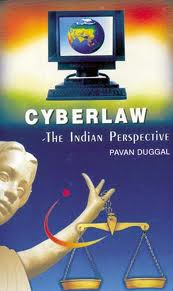 CYBERLAW
The Indian Perspective
PAVAN DUGGAL